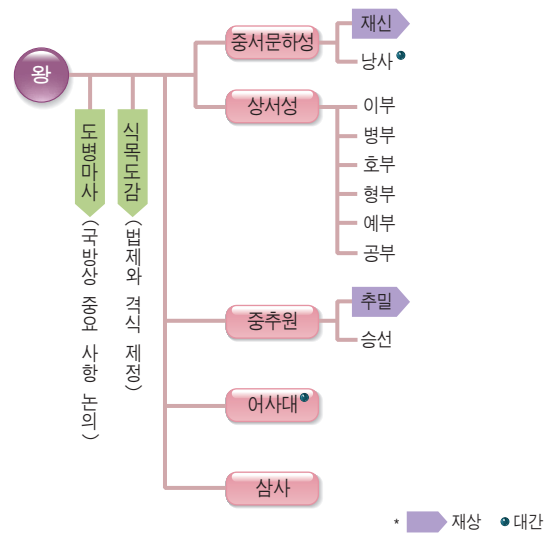 왕
도병마사
(국방상 중요 사항 논의)
식목도감
(법제와 격식 제정)
중서문하성
재신
낭사
상서성
이부
병부
호부
형부
예부
공부
중추원
추밀
승선
어사대
삼사
* 재상 대간